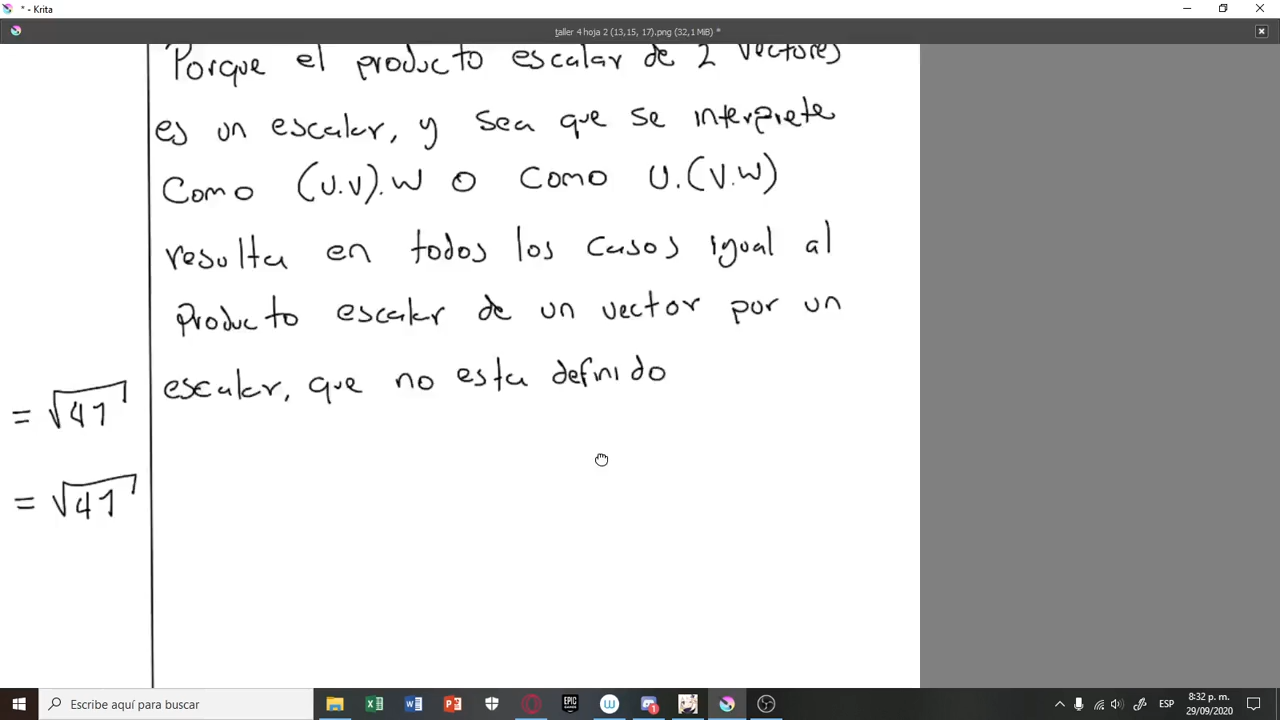 * - Krita
taller 4 hoja 2 (13,15, 17).png (32,1 MiB) *
Porque el producto escalar de 2 vectores
es un escalar, y sea que se interprete
Como (U.V).W o como U.(V.W)
resulta en todos los casos igual al
Producto escalar de un vector por un
escalar, que no esta definido
= √41
= √41
Escribe aquí para buscar
ESP
8:32 p. m.
29/09/2020